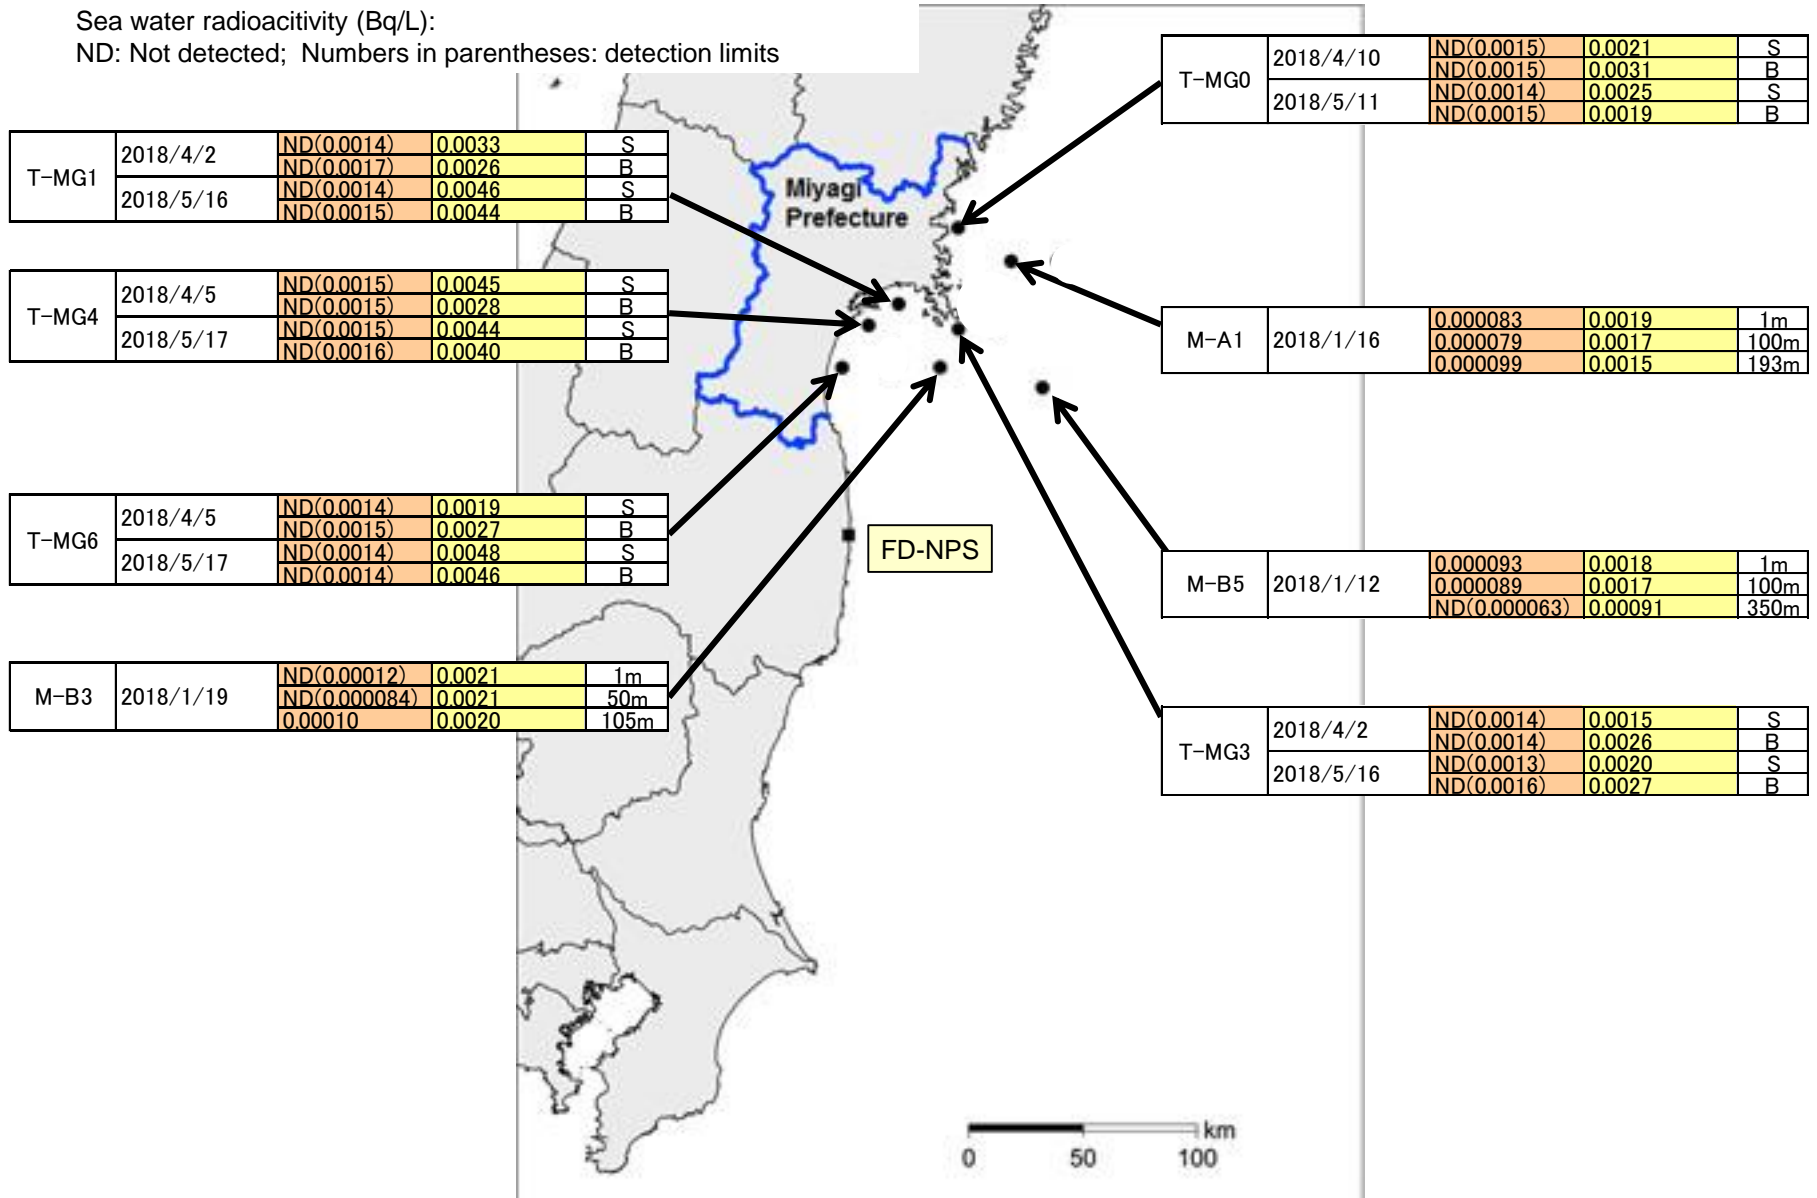 Sea water radioacitivity (Bq/L):
ND: Not detected; Numbers in parentheses: detection limits
T-MG1 2018/4/2 ND(0.0014) 0.0033 S
ND(0.0017) 0.0026 B
2018/5/16 ND(0.0014) 0.0046 S
ND(0.0015) 0.0044 B
T-MG4 2018/4/5 ND(0.0015) 0.0045 S
ND(0.0015) 0.0028 B
2018/5/17 ND(0.0015) 0.0044 S
ND(0.0016) 0.0040 B
T-MG6 2018/4/5 ND(0.0014) 0.0019 S
ND(0.0015) 0.0027 B
2018/5/17 ND(0.0014) 0.0048 S
ND(0.0014) 0.0046 B
M-B3 2018/1/19 ND(0.00012) 0.0021 1m
ND(0.000084) 0.0021 50m
0.00010 0.0020 105m
Miyagi
Prefecture
FD-NPS
T-MG0 2018/4/10 ND(0.0015) 0.0021 S
ND(0.0015) 0.0031 B
2018/5/11 ND(0.0014) 0.0025 S
ND(0.0015) 0.0019 B
M-A1 2018/1/16 0.000083 0.0019 1m
0.000079 0.0017 100m
0.000099 0.0015 193m
M-B5 2018/1/12 0.000093 0.0018 1m
0.000089 0.0017 100m
ND(0.000063) 0.00091 350m
T-MG3 2018/4/2 ND(0.0014) 0.0015 S
ND(0.0014) 0.0026 B
2018/5/16 ND(0.0013) 0.0020 S
ND(0.0016) 0.0027 B
km
0 50 100